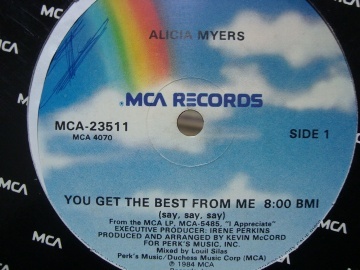 ALICIA MYERS
MCA RECORDS
MCA-23511
MCA 4070
SIDE 1
YOU GET THE BEST FROM ME 8:00 BMI
(say, say, say)
From the MCA LP, MCA-5485, "I Appreciate"
EXECUTIVE PRODUCER: IRENE PERKINS
PRODUCED AND ARRANGED BY KEVIN McCORD
FOR PERK'S MUSIC, INC.
Mixed by Louil Silas
Perk's Music/Duchess Music Corp. (BMI)
℗ 1984 MCA
MCA
MCA
MCA
MCA